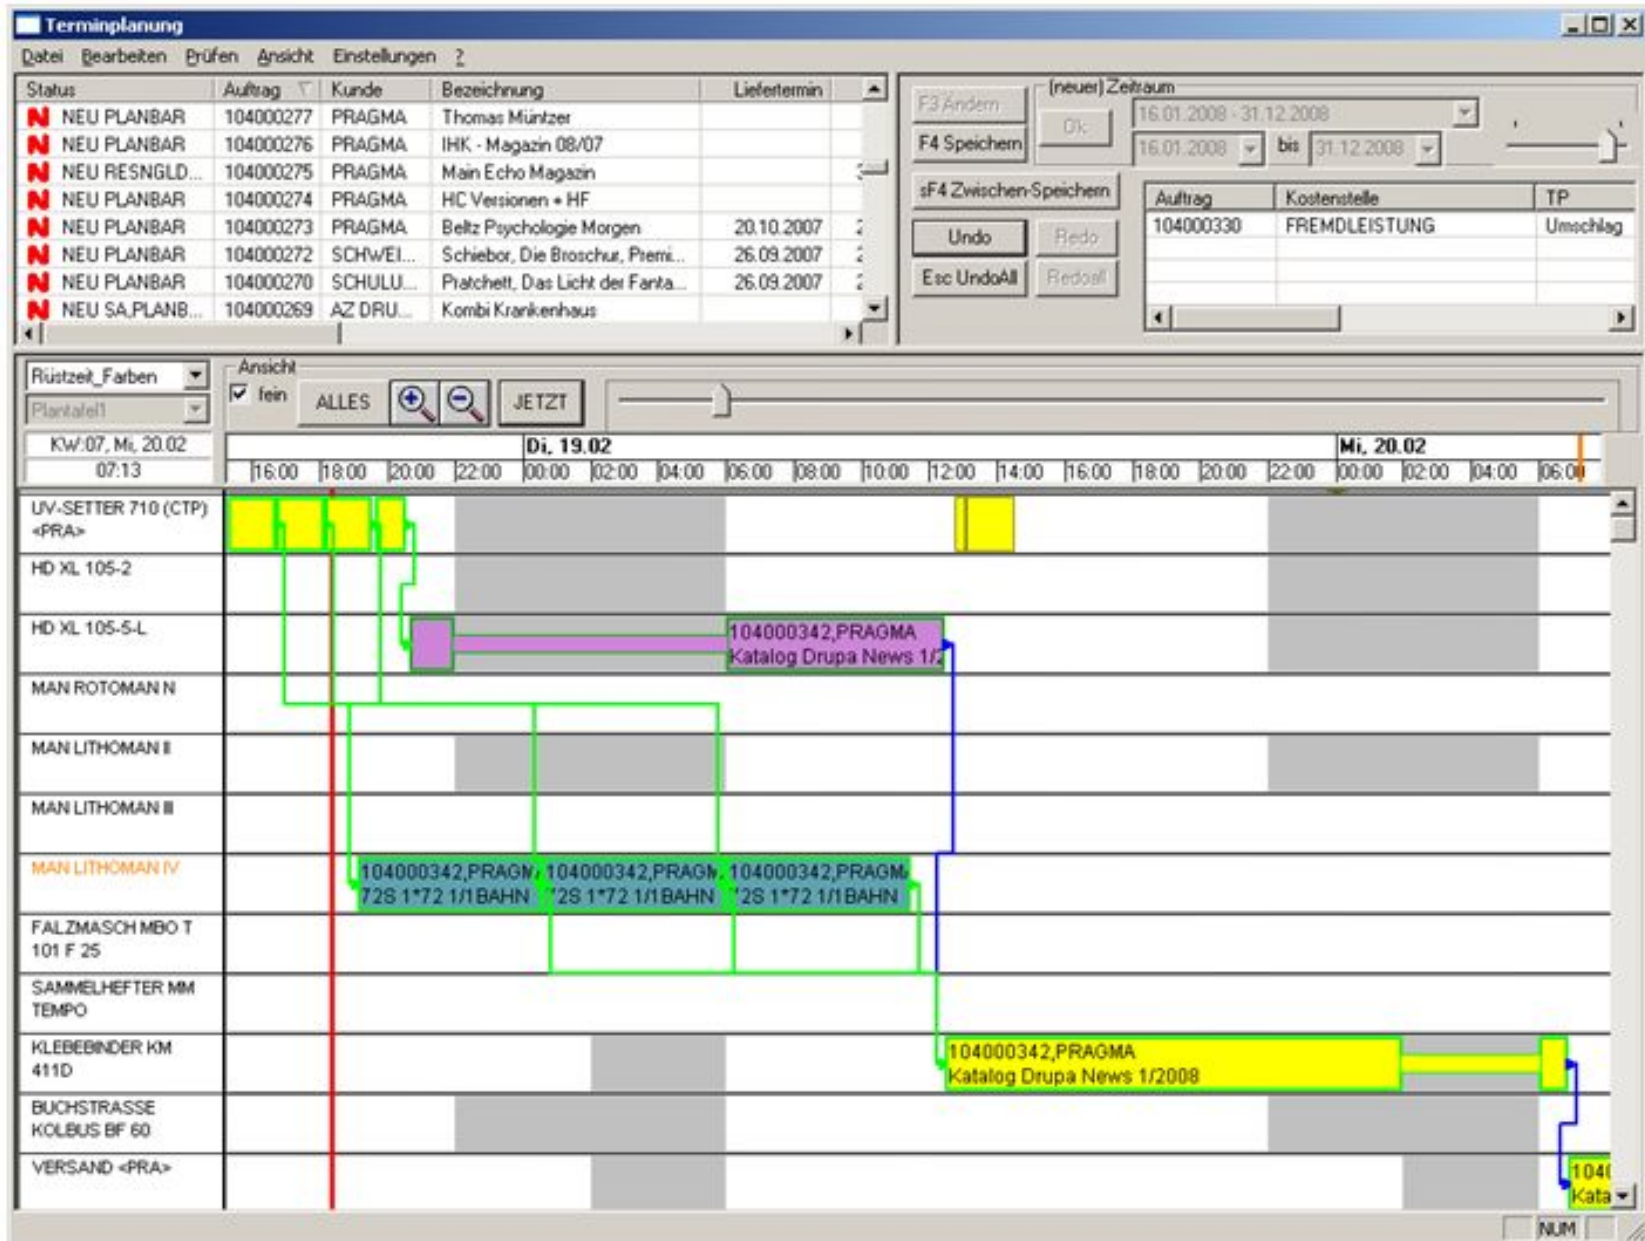 Terminplanung
Datei Bearbeiten Prüfen Ansicht Einstellungen ?
Status Auftrag Kunde Bezeichnung Liefertermin
NEU PLANBAR 104000277 PRAGMA Thomas Müntzer
NEU PLANBAR 104000276 PRAGMA IHK - Magazin 08/07
NEU RESNGLD... 104000275 PRAGMA Main Echo Magazin
NEU PLANBAR 104000274 PRAGMA HC Versionen + HF
NEU PLANBAR 104000273 PRAGMA Beltz Psychologie Morgen 20.10.2007
NEU PLANBAR 104000272 SCHWEI... Schiebor, Die Broschur, Premi... 26.09.2007
NEU PLANBAR 104000270 SCHULU... Pratchett, Das Licht der Fanta... 26.09.2007
NEU SA,PLANB... 104000269 AZ DRU... Kombi Krankenhaus
F3 Ändern
(neuer) Zeitraum
Ok
16.01.2008 - 31.12.2008
F4 Speichern
16.01.2008 bis 31.12.2008
sF4 Zwischen-Speichern
Undo Redo
Esc UndoAll Redoall
Auftrag Kostenstelle TP
104000330 FREMDLEISTUNG Umschlag
Rüstzeit_Farben
Plantafel1
Ansicht
fein ALLES JETZT
KW:07, Mi, 20.02
07:13
Di, 19.02 Mi, 20.02
16:00 18:00 20:00 22:00 00:00 02:00 04:00 06:00 08:00 10:00 12:00 14:00 16:00 18:00 20:00 22:00 00:00 02:00 04:00 06:00
UV-SETTER 710 (CTP)
<PRA>
HD XL 105-2
HD XL 105-5-L
104000342,PRAGMA
Katalog Drupa News 1/2
MAN ROTOMAN N
MAN LITHOMAN II
MAN LITHOMAN III
MAN LITHOMAN IV
104000342,PRAGM 104000342,PRAGM 104000342,PRAGM
72S 1*72 1/1BAHN 72S 1*72 1/1BAHN 72S 1*72 1/1BAHN
FALZMASCH MBO T
101 F 25
SAMMELHEFTER MM
TEMPO
KLEBEBINDER KM
411D
104000342,PRAGMA
Katalog Drupa News 1/2008
BUCHSTRASSE
KOLBUS BF 60
VERSAND <PRA>
104
Kata
NUM